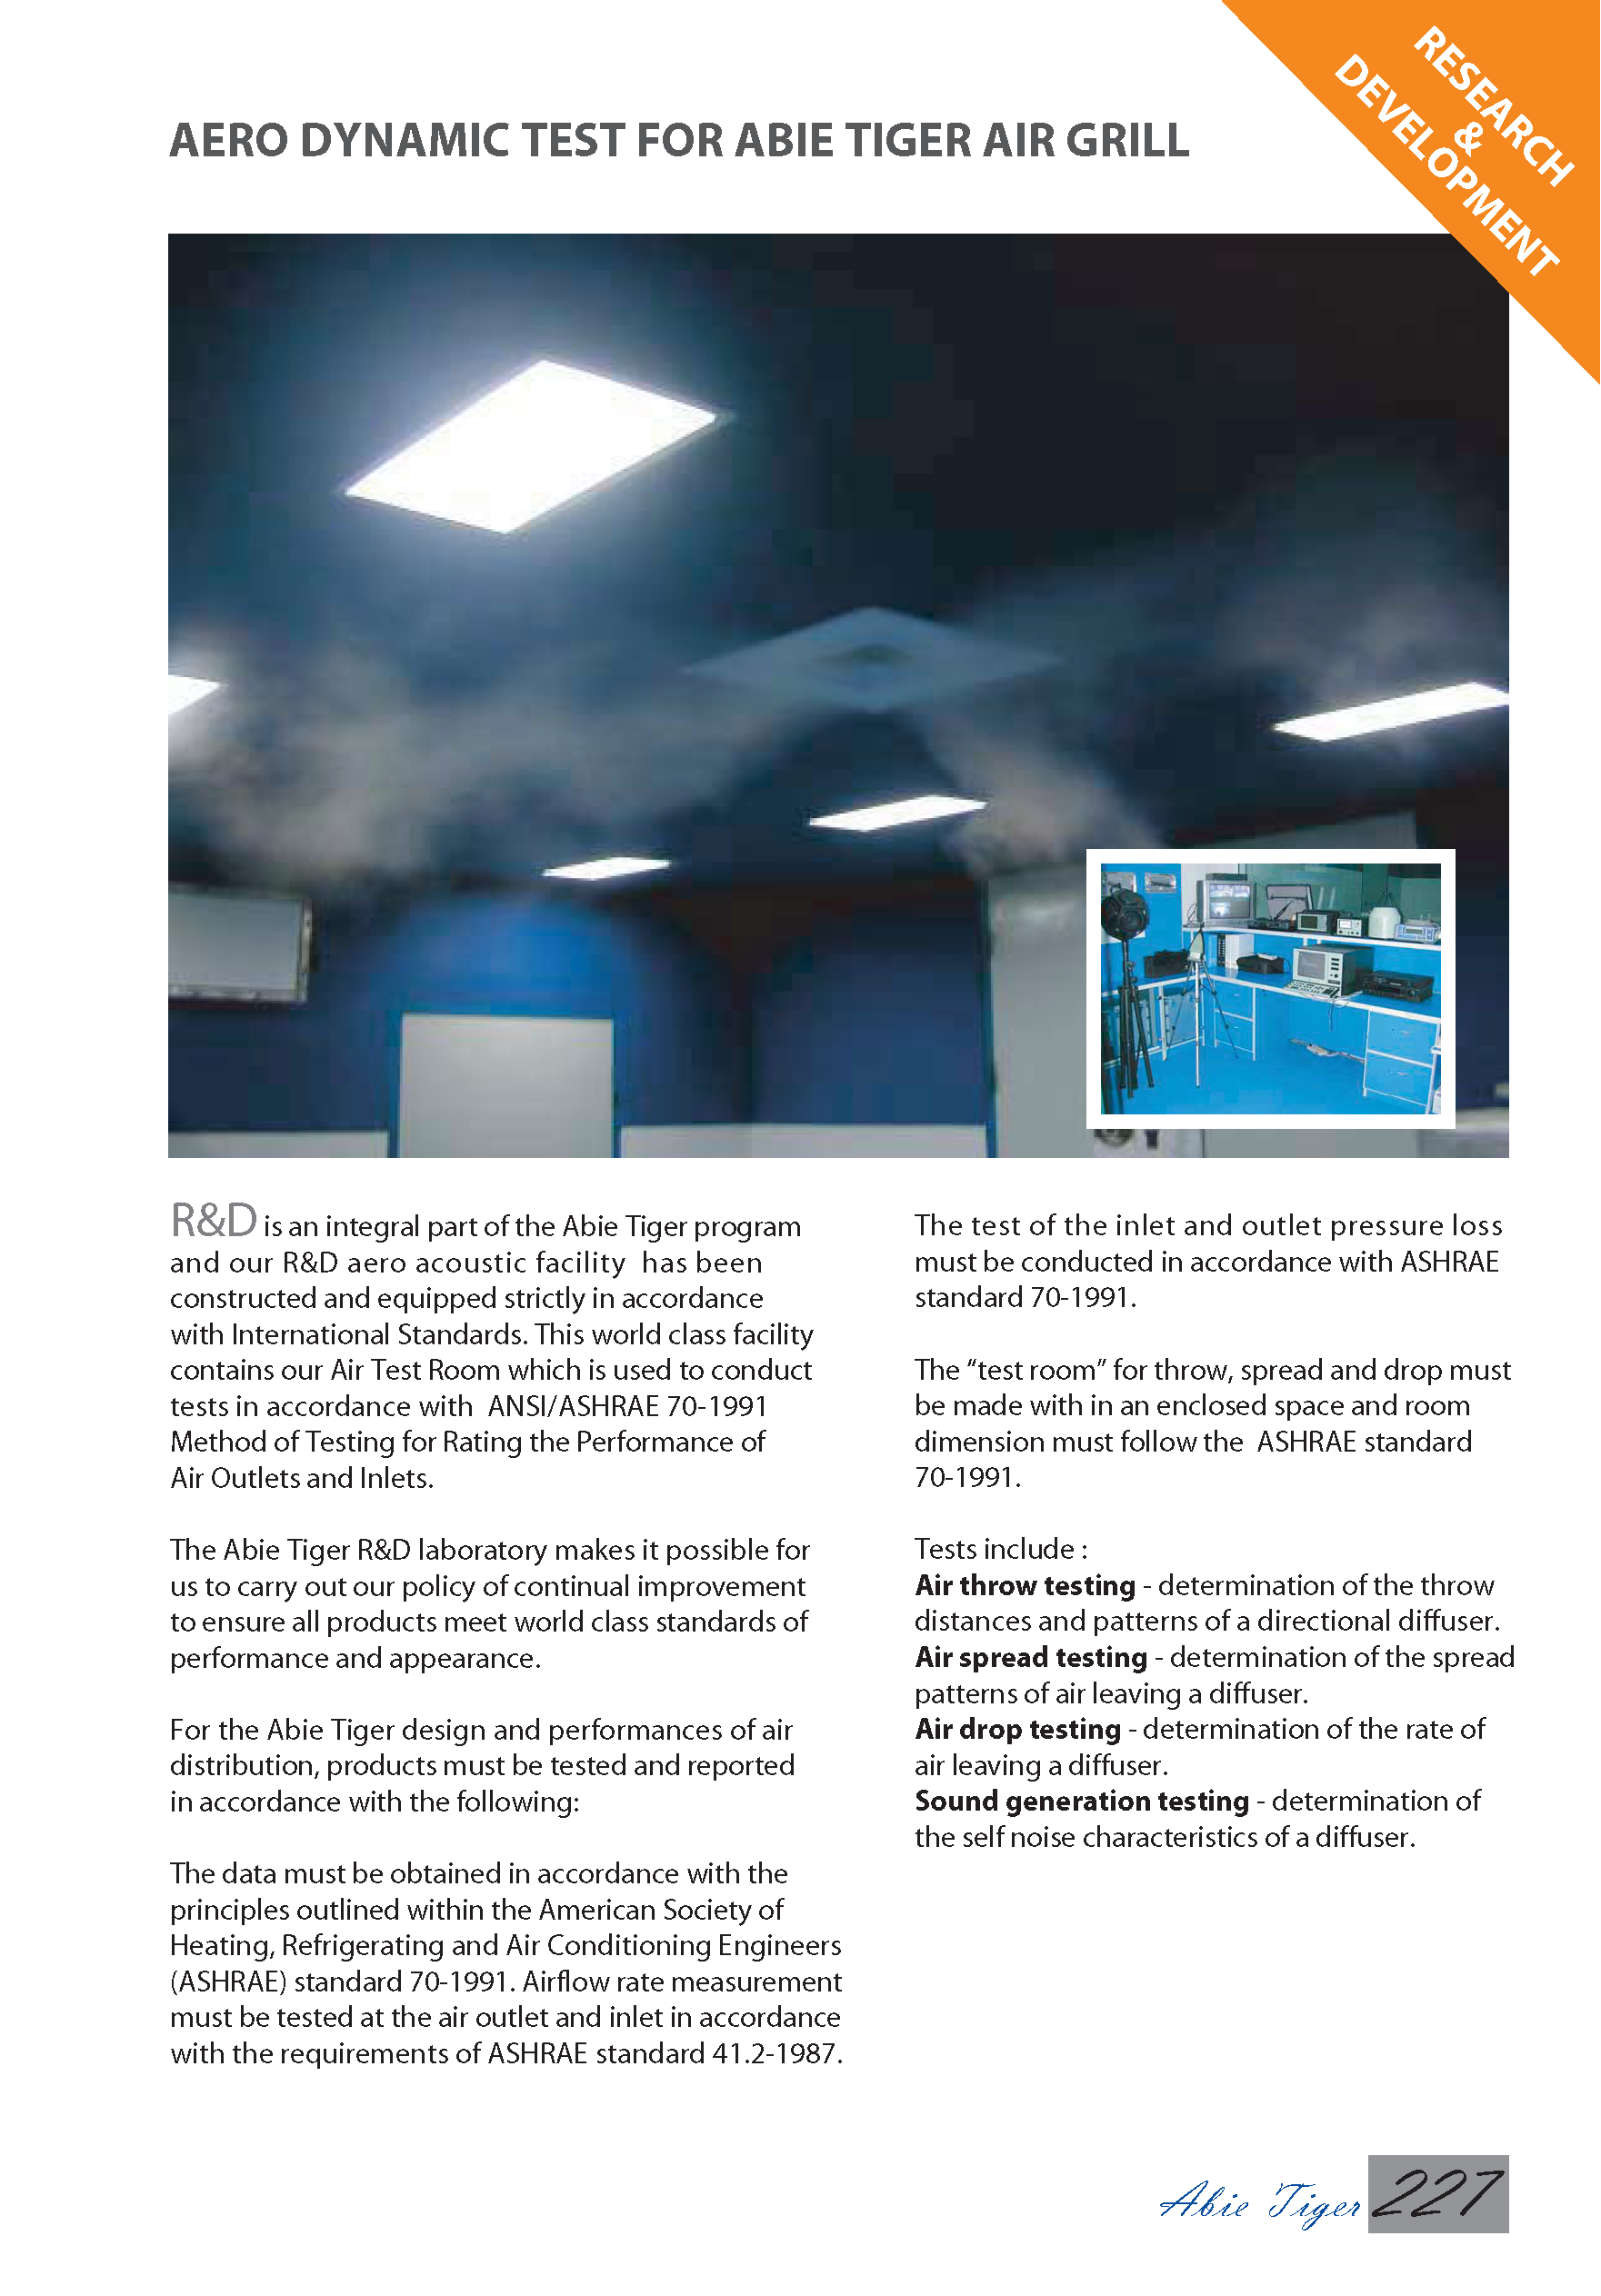 RESEARCH
&
DEVELOPMENT
AERO DYNAMIC TEST FOR ABIE TIGER AIR GRILL
R&D is an integral part of the Abie Tiger program
and our R&D aero acoustic facility has been
constructed and equipped strictly in accordance
with International Standards. This world class facility
contains our Air Test Room which is used to conduct
tests in accordance with ANSI/ASHRAE 70-1991
Method of Testing for Rating the Performance of
Air Outlets and Inlets.
The Abie Tiger R&D laboratory makes it possible for
us to carry out our policy of continual improvement
to ensure all products meet world class standards of
performance and appearance.
For the Abie Tiger design and performances of air
distribution, products must be tested and reported
in accordance with the following:
The data must be obtained in accordance with the
principles outlined within the American Society of
Heating, Refrigerating and Air Conditioning Engineers
(ASHRAE) standard 70-1991. Airflow rate measurement
must be tested at the air outlet and inlet in accordance
with the requirements of ASHRAE standard 41.2-1987.
The test of the inlet and outlet pressure loss
must be conducted in accordance with ASHRAE
standard 70-1991.
The “test room” for throw, spread and drop must
be made with in an enclosed space and room
dimension must follow the ASHRAE standard
70-1991.
Tests include :
Air throw testing - determination of the throw
distances and patterns of a directional diffuser.
Air spread testing - determination of the spread
patterns of air leaving a diffuser.
Air drop testing - determination of the rate of
air leaving a diffuser.
Sound generation testing - determination of
the self noise characteristics of a diffuser.
Abie Tiger 227